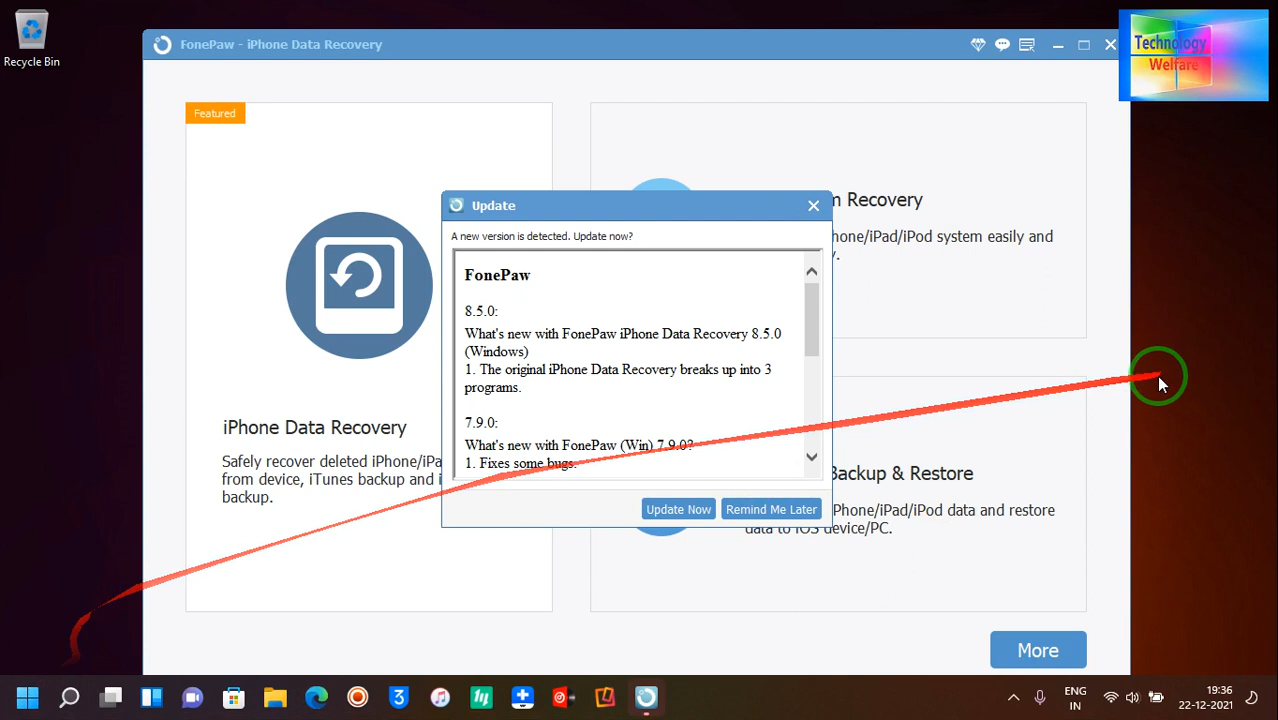 Recycle Bin
FonePaw - iPhone Data Recovery
Technology
Welfare
Featured
iPhone Data Recovery
Safely recover deleted iPhone/iPa
from device, iTunes backup and i
backup.
Recovery
hone/iPad/iPod system easily and
Update
A new version is detected. Update now?
FonePaw
8.5.0:
What's new with FonePaw iPhone Data Recovery 8.5.0
(Windows)
1. The original iPhone Data Recovery breaks up into 3
programs.
7.9.0:
What's new with FonePaw (Win) 7.9.0?
1. Fixes some bugs.
Update Now
Remind Me Later
Backup & Restore
Phone/iPad/iPod data and restore
data to iOS device/PC.
More
ENG
IN
19:36
22-12-2021